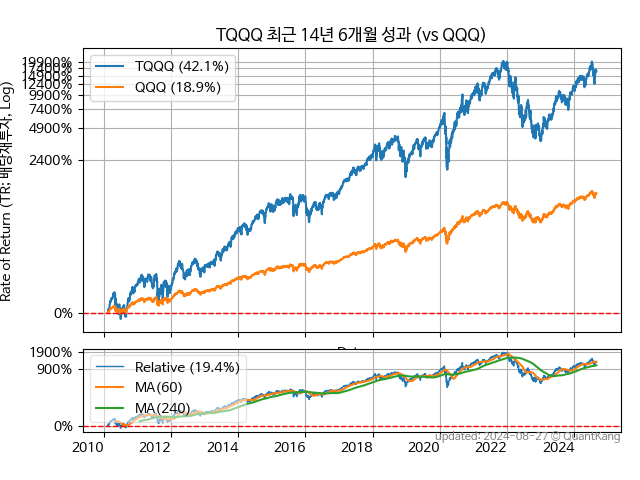 TQQQ 최근 14년 6개월 성과 (vs QQQ)
Rate of Return (TR; 배당재투자, Log)
19900%
17400%
14900%
12400%
9900%
7400%
4900%
2400%
0%
TQQQ (42.1%)
QQQ (18.9%)
1900%
900%
0%
Relative (19.4%)
MA(60)
MA(240)
2010 2012 2014 2016 2018 2020 2022 2024
updated: 2024-08-27 © QuantKang